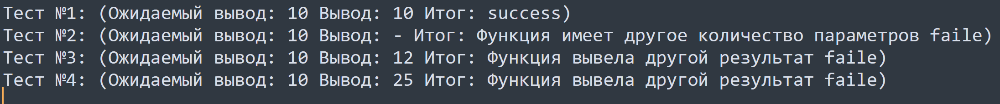 Тест №1: (Ожидаемый вывод: 10 Вывод: 10 Итог: success)
Тест №2: (Ожидаемый вывод: 10 Вывод: - Итог: Функция имеет другое количество параметров faile)
Тест №3: (Ожидаемый вывод: 10 Вывод: 12 Итог: Функция вывела другой результат faile)
Тест №4: (Ожидаемый вывод: 10 Вывод: 25 Итог: Функция вывела другой результат faile)